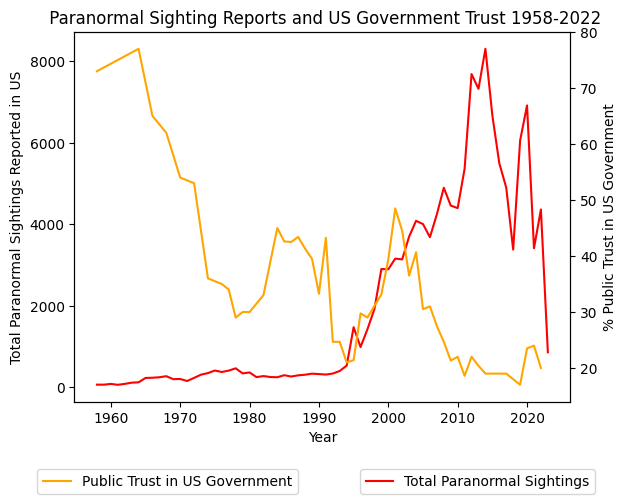 Paranormal Sighting Reports and US Government Trust 1958-2022
Total Paranormal Sightings Reported in US
8000
6000
4000
2000
0
80
70
60
50
40
30
20
% Public Trust in US Government
1960 1970 1980 1990 2000 2010 2020
Year
Public Trust in US Government
Total Paranormal Sightings